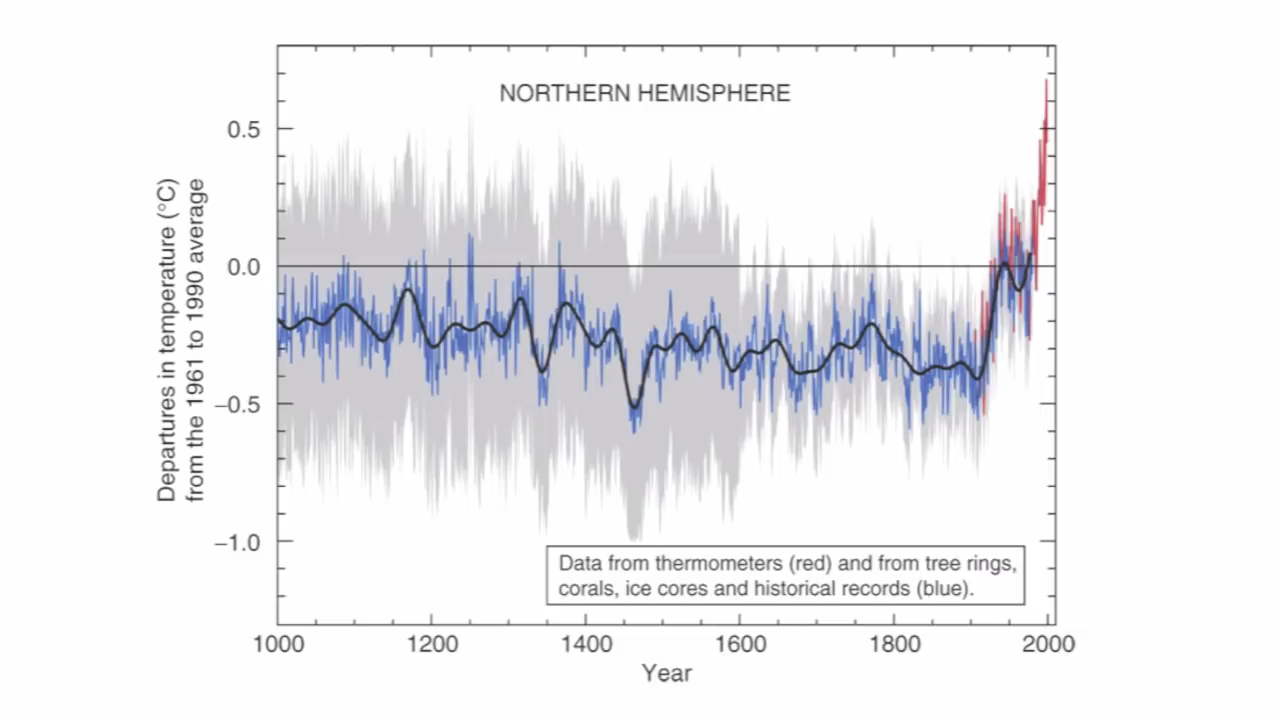 NORTHERN HEMISPHERE
0.5
0.0
−0.5
−1.0
Departures in temperature (°C)
from the 1961 to 1990 average
Data from thermometers (red) and from tree rings,
corals, ice cores and historical records (blue).
1000 1200 1400 1600 1800 2000
Year